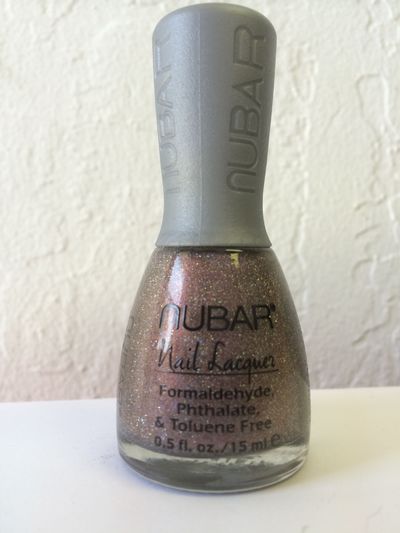 NUBAR
NUBAR
NUBAR®
Nail Lacquer
Formaldehyde,
Phthalate,
& Toluene Free
0.5 fl. oz./15 ml e